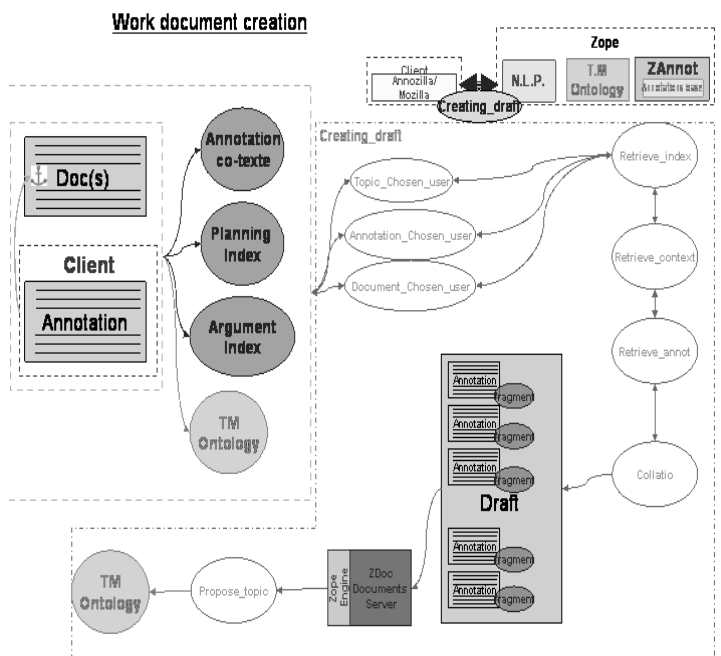 Work document creation
Zope
Client
Annozilla/
Mozilla
N.L.P.
T.M
Ontology
ZAnnot
Annotations base
Creating_draft
Creating_draft
Doc(s)
Client
Annotation
Annotation
co-texte
Planning
Index
Argument
Index
TM
Ontology
Topic_Chosen_user
Annotation_Chosen_user
Document_Chosen_user
Retrieve_index
Retrieve_context
Retrieve_annot
Collatio
Annotation
fragment
Annotation
fragment
Annotation
fragment
Draft
Annotation
fragment
Annotation
fragment
Zope
Engine
ZDoc
Documents
Server
Propose_topic
TM
Ontology